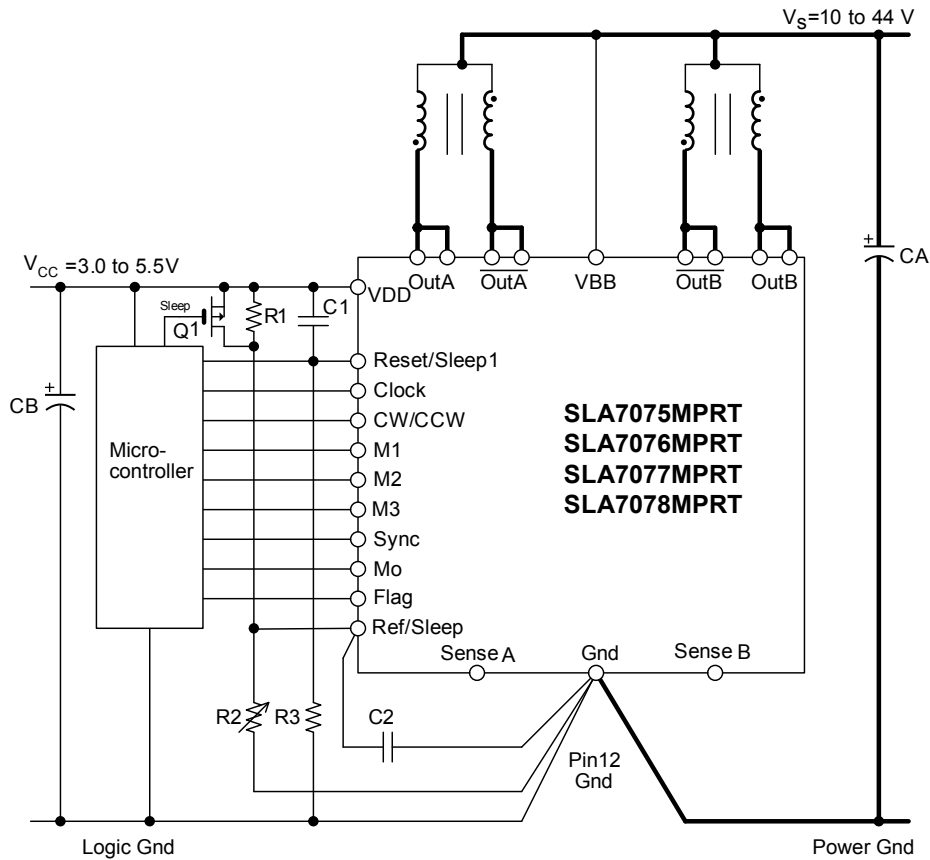 VS=10 to 44 V
CA
VCC =3.0 to 5.5V
VDD
OutA
OutA
VBB
OutB
OutB
Sleep
Q1
R1
C1
CB
Micro-
controller
Reset/Sleep1
Clock
CW/CCW
M1
M2
M3
Sync
Mo
Flag
Ref/Sleep
SLA7075MPRT
SLA7076MPRT
SLA7077MPRT
SLA7078MPRT
Sense A
Gnd
Sense B
R2
R3
C2
Pin12
Gnd
Logic Gnd
Power Gnd